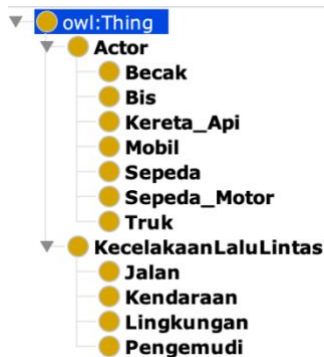 owl:Thing
Actor
Becak
Bis
Kereta_Api
Mobil
Sepeda
Sepeda_Motor
Truk
KecelakaanLaluLintas
Jalan
Kendaraan
Lingkungan
Pengemudi